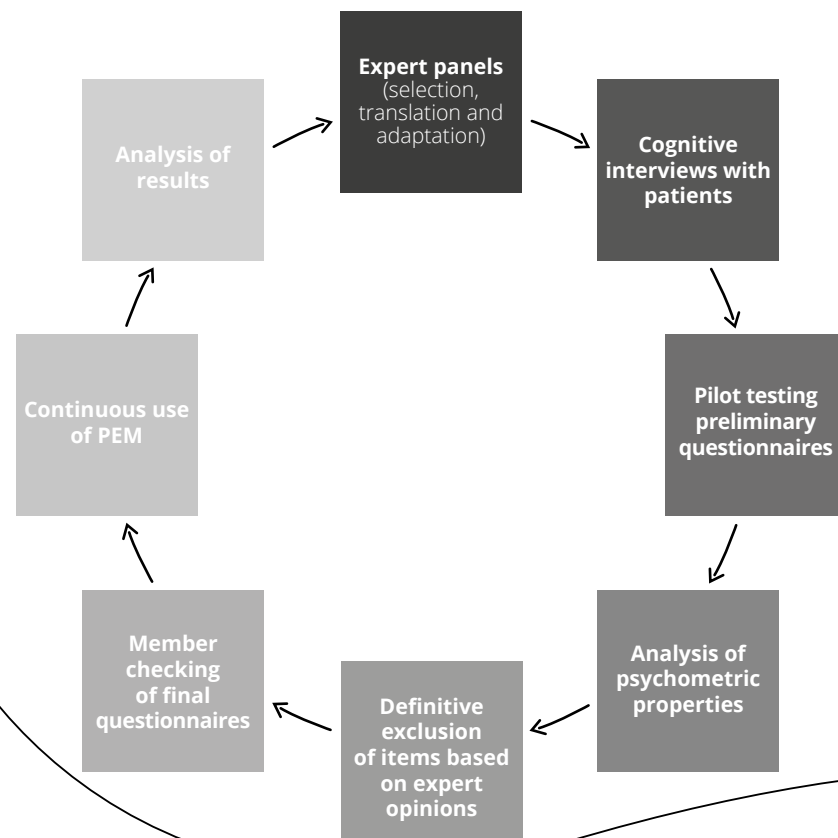 Expert panels
(selection,
translation and
adaptation)
Cognitive
interviews with
patients
Pilot testing
preliminary
questionnaires
Analysis of
psychometric
properties
Definitive
exclusion
of items based
on expert
opinions
Member
checking
of final
questionnaires
Continuous use
of PEM
Analysis of
results